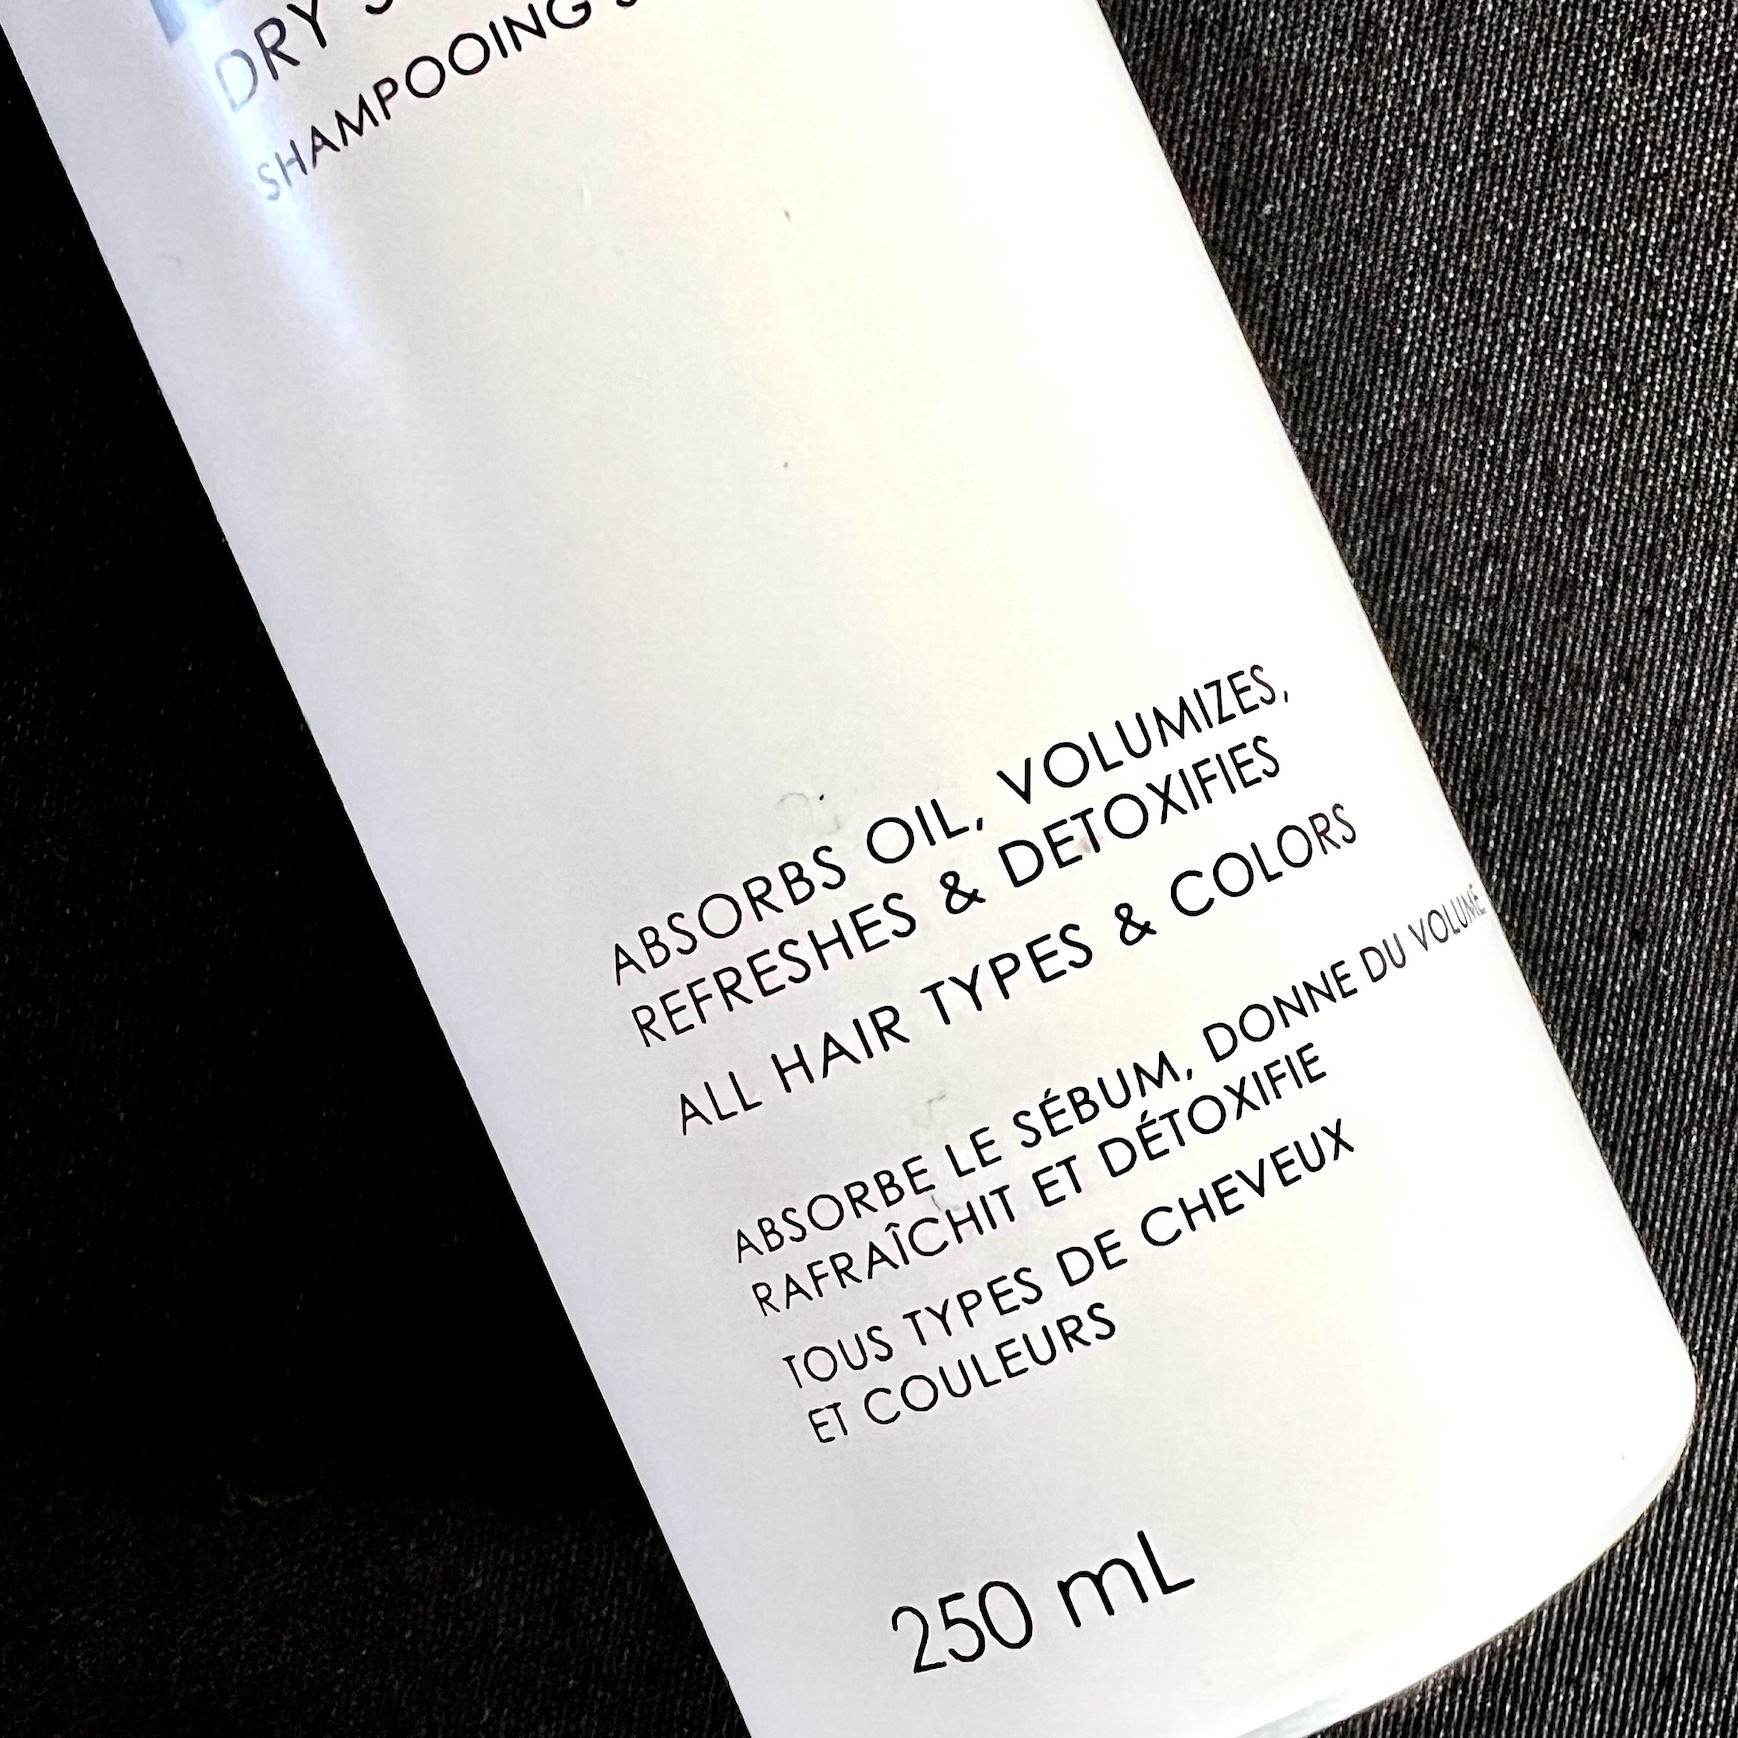 DRY
SHAMPOOING
ABSORBS OIL, VOLUMIZES,
REFRESHES & DETOXIFIES
ALL HAIR TYPES & COLORS
ABSORBE LE SÉBUM, DONNE DU VOLUME,
RAFRAÎCHIT ET DÉTOXIFIE
TOUS TYPES DE CHEVEUX
ET COULEURS
250 mL